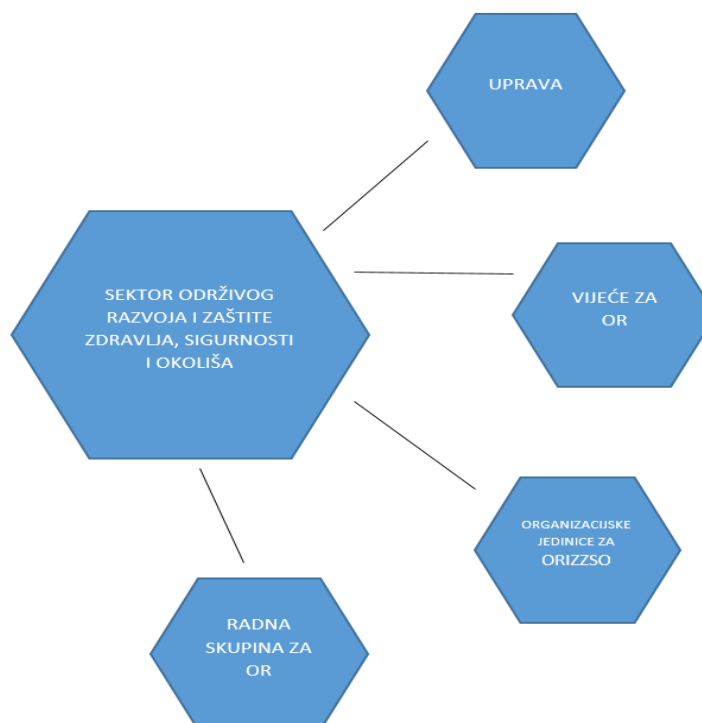 UPRAVA
SEKTOR ODRŽIVOG
RAZVOJA I ZAŠTITE
ZDRAVLJA, SIGURNOSTI
I OKOLIŠA
VIJEĆE ZA
OR
ORGANIZACIJSKE
JEDINICE ZA
ORIZZSO
RADNA
SKUPINA ZA
OR